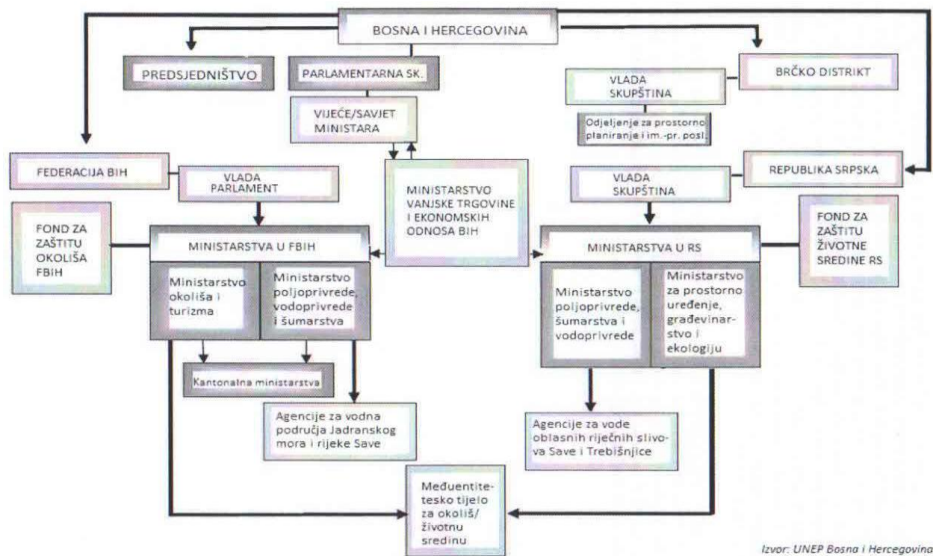 BOSNA I HERCEGOVINA
PREDSJEDNIŠTVO
PARLAMENTARNA SK.
VLADA
SKUPŠTINA
BRČKO DISTRIKT
VIJEĆE/SAVJET
MINISTARA
Odjeljenje za prostorno
planiranje i im.-pr. posl.
FEDERACIJA BIH
VLADA
PARLAMENT
MINISTARSTVO
VANJSKE TRGOVINE
I EKONOMSKIH
ODNOSA BIH
VLADA
SKUPŠTINA
REPUBLIKA SRPSKA
FOND ZA
ZAŠTITU
OKOLIŠA
FBIH
MINISTARSTVA U FBIH
MINISTARSTVA U RS
FOND ZA
ZAŠTITU
ŽIVOTNE
SREDINE RS
Ministarstvo
okoliša i
turizma
Ministarstvo
poljoprivrede,
vodoprivrede
i šumarstva
Ministarstvo
poljoprivrede,
šumarstva i
vodoprivrede
Ministarstvo
za prostorno
uređenje,
građevinar-
stvo i
ekologiju
Kantonalna ministarstva
Agencije za vodna
područja Jadranskog
mora i rijeke Save
Agencije za vode
oblasnih riječnih slivo-
va Save i Trebišnjice
Međuentite-
tesko tijelo
za okoliš/
životnu
sredinu
Izvor: UNEP Bosna i Hercegovina